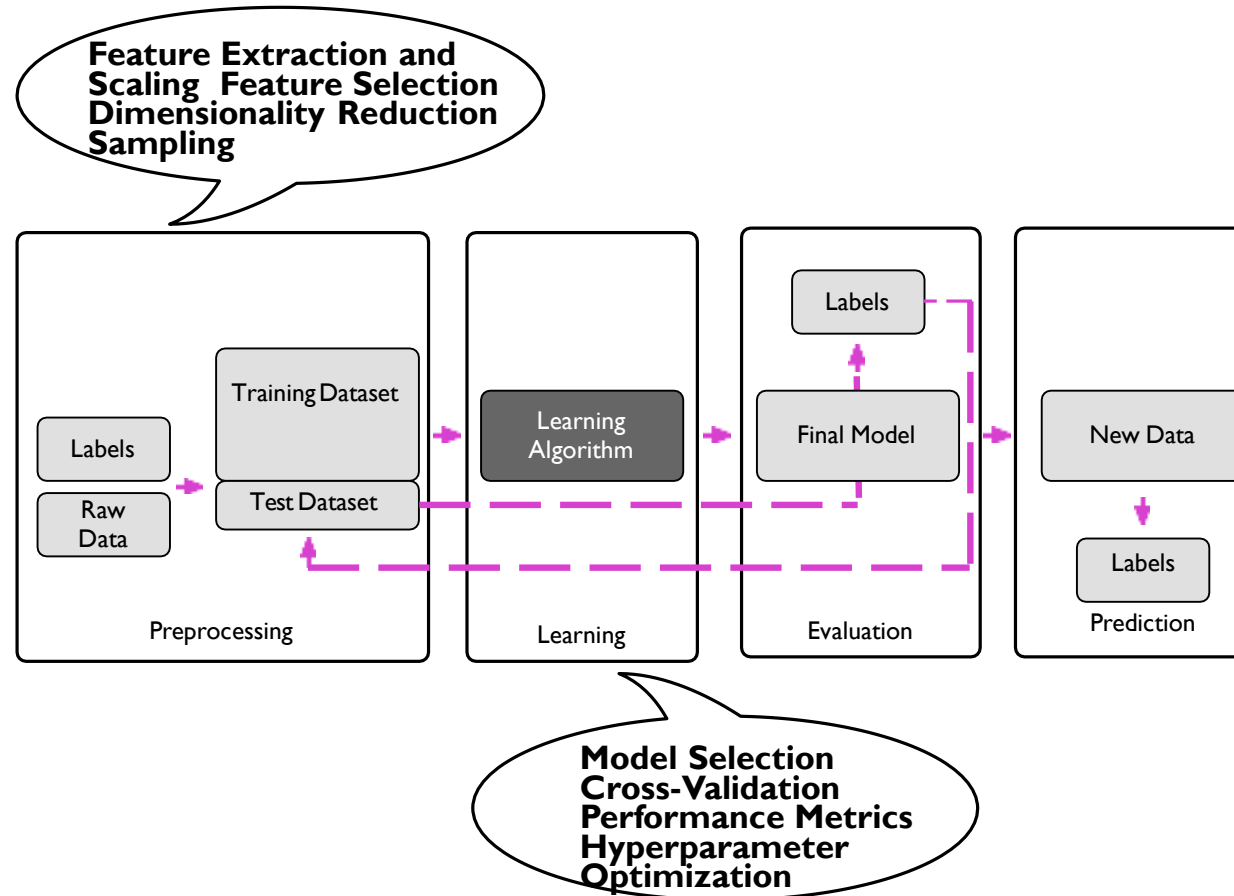 Feature Extraction and
Scaling  Feature Selection
Dimensionality Reduction
Sampling
Labels
Raw
Data
Training Dataset
Test Dataset
Preprocessing
Learning
Algorithm
Learning
Labels
Final Model
Evaluation
New Data
Labels
Prediction
Model Selection
Cross-Validation
Performance Metrics
Hyperparameter
Optimization